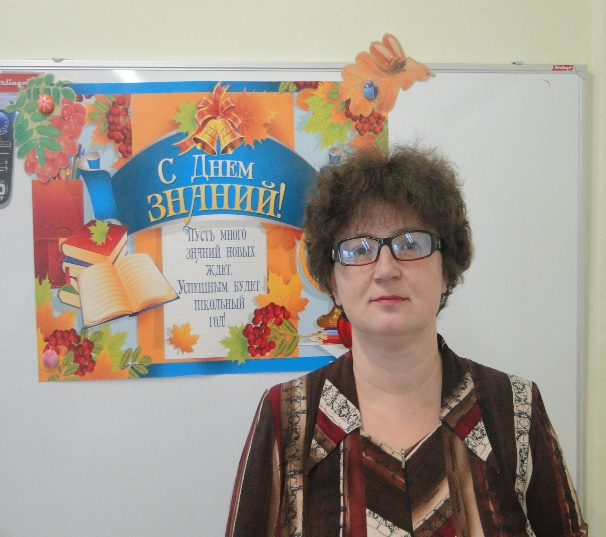 С Днем
ЗНАНИЙ!
Пусть много
знаний новых
ждет.
Успешным будет
школьный
год!